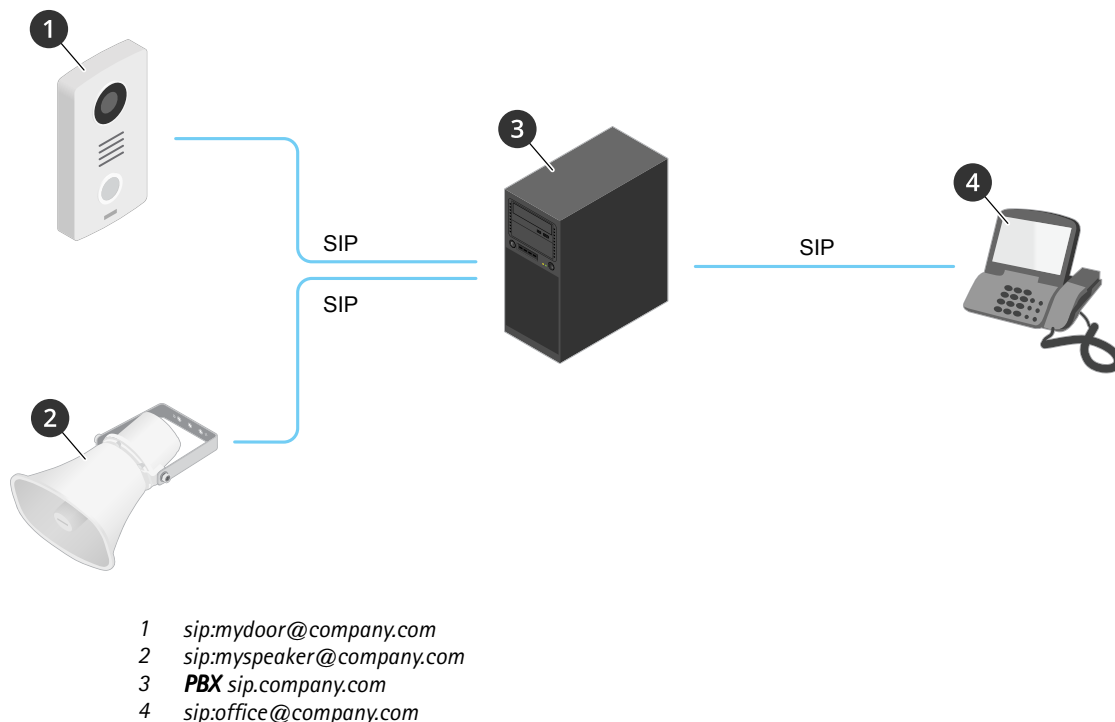 1
3
4
SIP
SIP
SIP
2
1 sip:mydoor@company.com
2 sip:myspeaker@company.com
3 PBX sip.company.com
4 sip:office@company.com